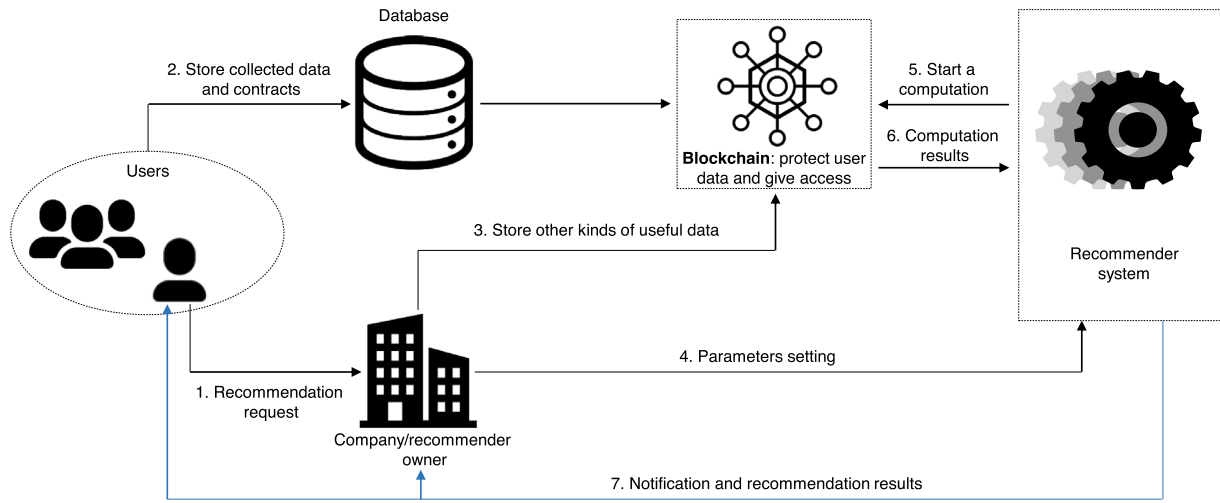 Database
2. Store collected data
and contracts
5. Start a
computation
6. Computation
results
Blockchain: protect user
data and give access
Users
3. Store other kinds of useful data
Recommender
system
4. Parameters setting
1. Recommendation
request
Company/recommender
owner
7. Notification and recommendation results